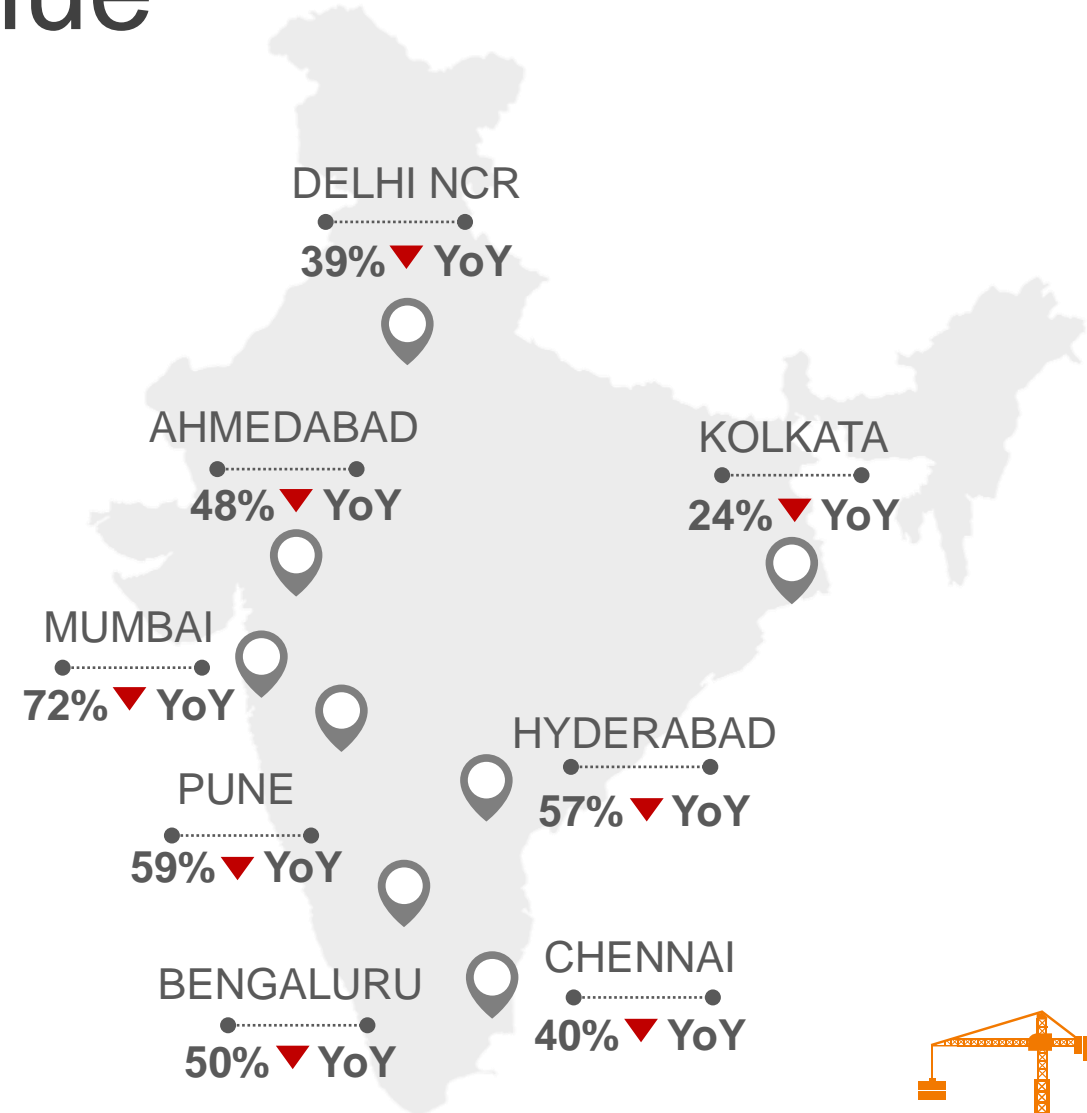 DELHI NCR
39% ▼ YoY
AHMEDABAD
48% ▼ YoY
KOLKATA
24% ▼ YoY
MUMBAI
72% ▼ YoY
HYDERABAD
57% ▼ YoY
PUNE
59% ▼ YoY
CHENNAI
40% ▼ YoY
BENGALURU
50% ▼ YoY